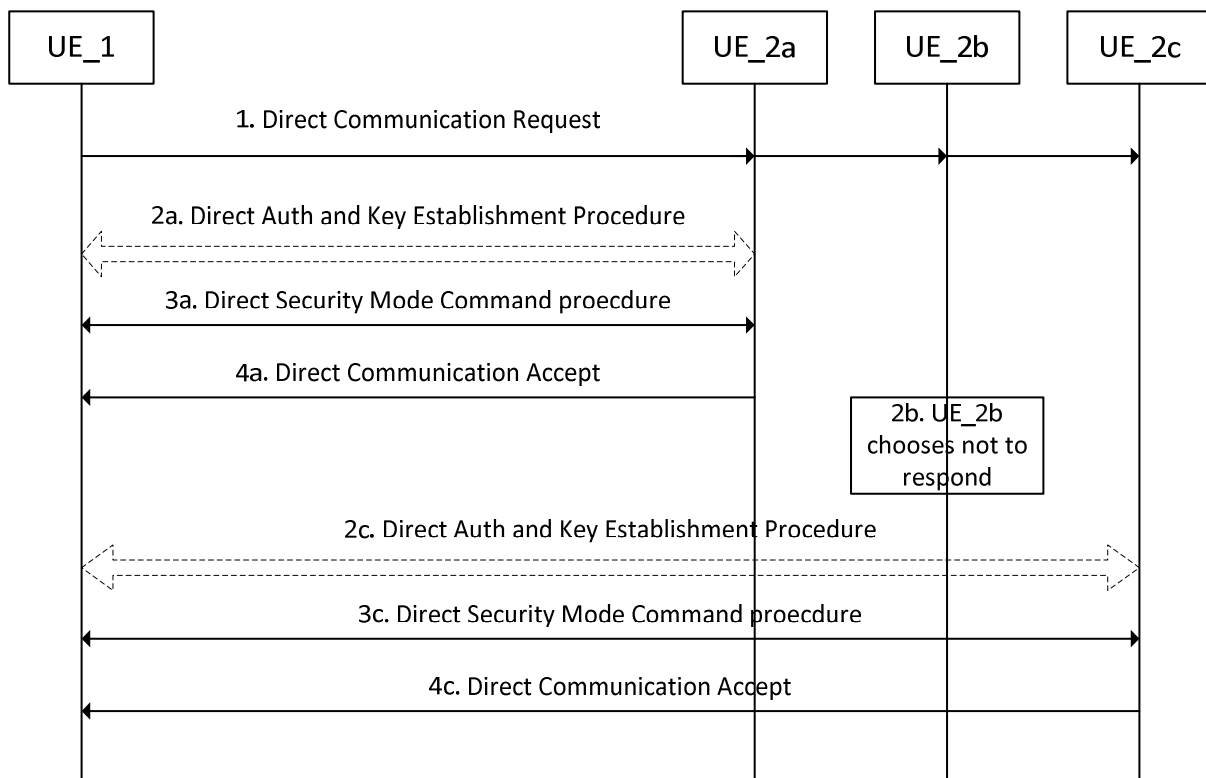 UE_1
UE_2a
UE_2b
UE_2c
1. Direct Communication Request
2a. Direct Auth and Key Establishment Procedure
3a. Direct Security Mode Command proecdure
4a. Direct Communication Accept
2b. UE_2b
chooses not to
respond
2c. Direct Auth and Key Establishment Procedure
3c. Direct Security Mode Command proecdure
4c. Direct Communication Accept